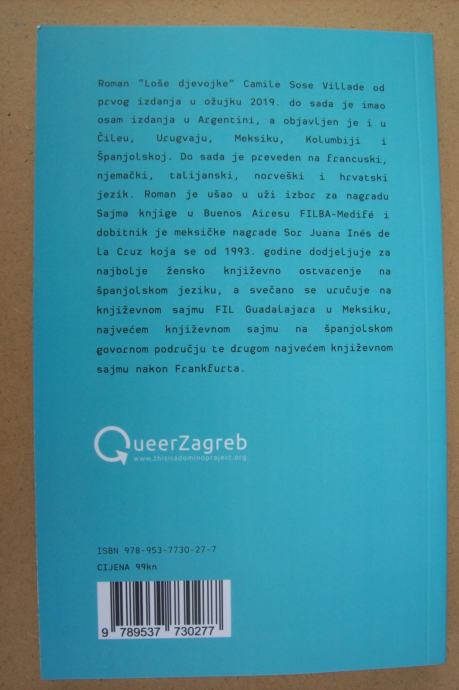 Roman "Loše djevojke" Camile Sose Villade od
prvog izdanja u ožujku 2019. do sada je imao
osam izdanja u Argentini, a objavljen je i u
Čileu, Urugvaju, Meksiku, Kolumbiji i
Španjolskoj. Do sada je preveden na francuski,
njemački, talijanski, norveški i hrvatski
jezik. Roman je ušao u uži izbor za nagradu
Sajma knjige u Buenos Airesu FILBA-Medifé i
dobitnik je meksičke nagrade Sor Juana Inés de
La Cruz koja se od 1993. godine dodjeljuje za
najbolje žensko književno ostvarenje na
španjolskom jeziku, a svečano se uručuje na
književnom sajmu FIL Guadalajara u Meksiku,
najvećem književnom sajmu na španjolskom
govornom području te drugom najvećem književnom
sajmu nakon Frankfurta.
QueerZagreb
www.thisisadominoproject.org
ISBN 978-953-7730-27-7
CIJENA 99kn
9 789537 730277